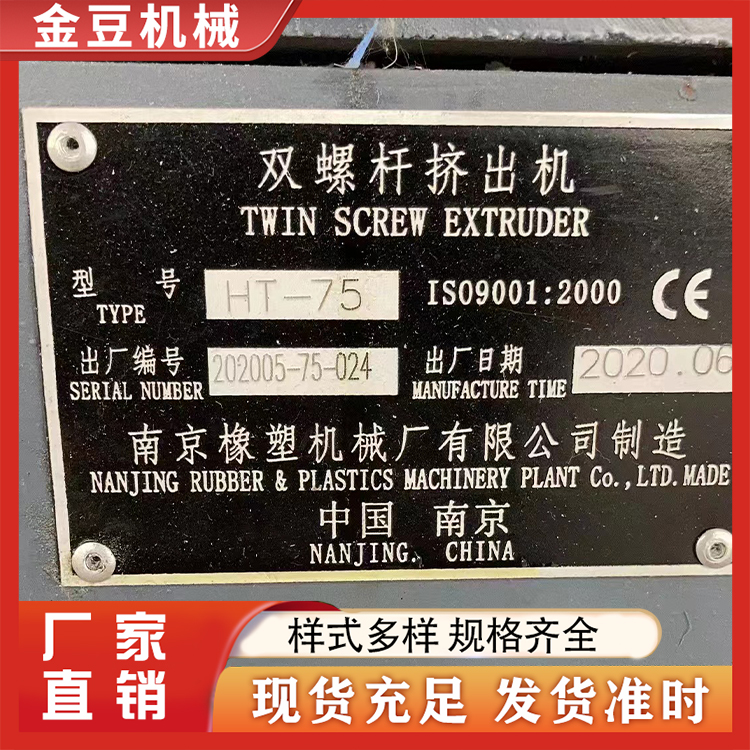 金豆机械
双螺杆挤出机
TWIN SCREW EXTRUDER
型 号 HT-75 ISO9001:2000 CE
TYPE
出厂编号 202005-75-024 出厂日期 2020.06
SERIAL NUMBER MANUFACTURE TIME
南京橡塑机械厂有限公司制造
NANJING RUBBER & PLASTICS MACHINERY PLANT Co.,LTD.MADE
中国 南京
NANJING. CHINA
厂家直销
样式多样 规格齐全
现货充足 发货准时